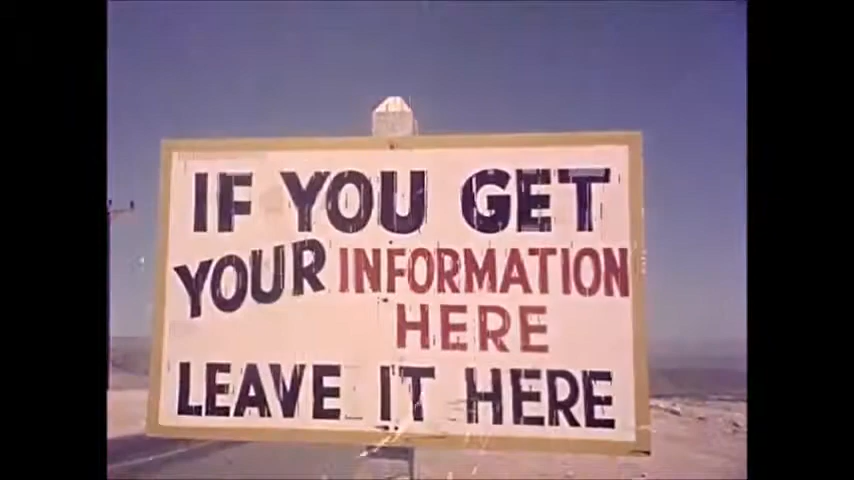 IF YOU GET
YOUR INFORMATION
HERE
LEAVE IT HERE